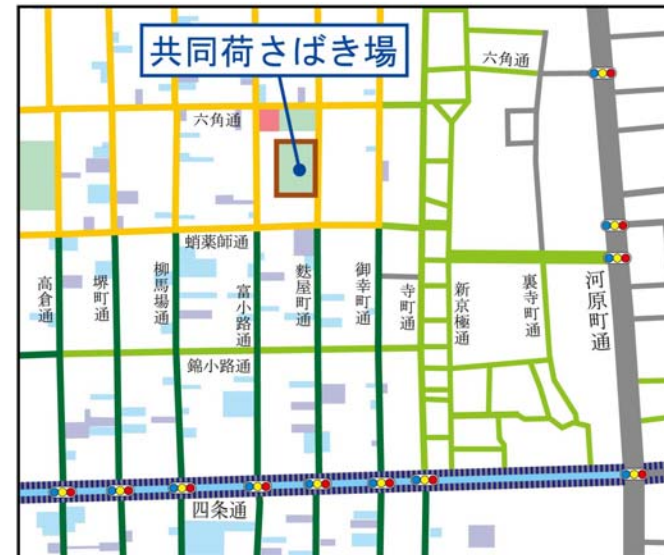 共同荷さばき場
六角通
六角通
蛸薬師通
高倉通
堺町通
柳馬場通
富小路通
麩屋町通
御幸町通
寺町通
新京極通
裏寺町通
河原町通
錦小路通
四条通